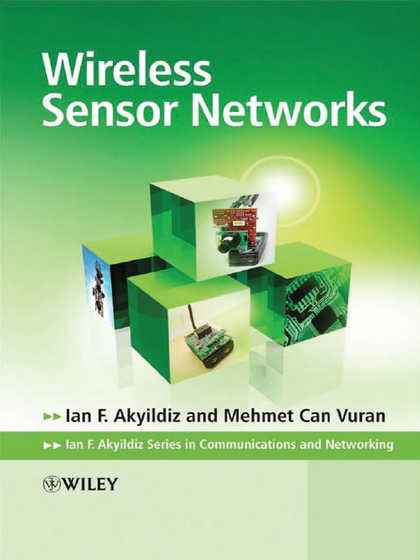 Wireless
Sensor Networks
Ian F. Akyildiz and Mehmet Can Vuran
Ian F. Akyildiz Series in Communications and Networking
WILEY